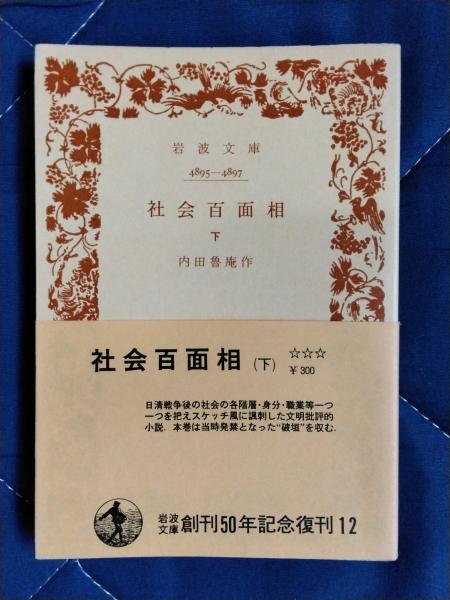 岩波文庫
4895—4897
社会百面相
下
内田魯庵作
社会百面相(下) ☆☆☆
¥300
日清戦争後の社会の各階層・身分・職業等一つ
一つを把えスケッチ風に諷刺した文明批評的
小説. 本巻は当時発禁となった“破垣”を収む.
岩波文庫 創刊50年記念復刊12